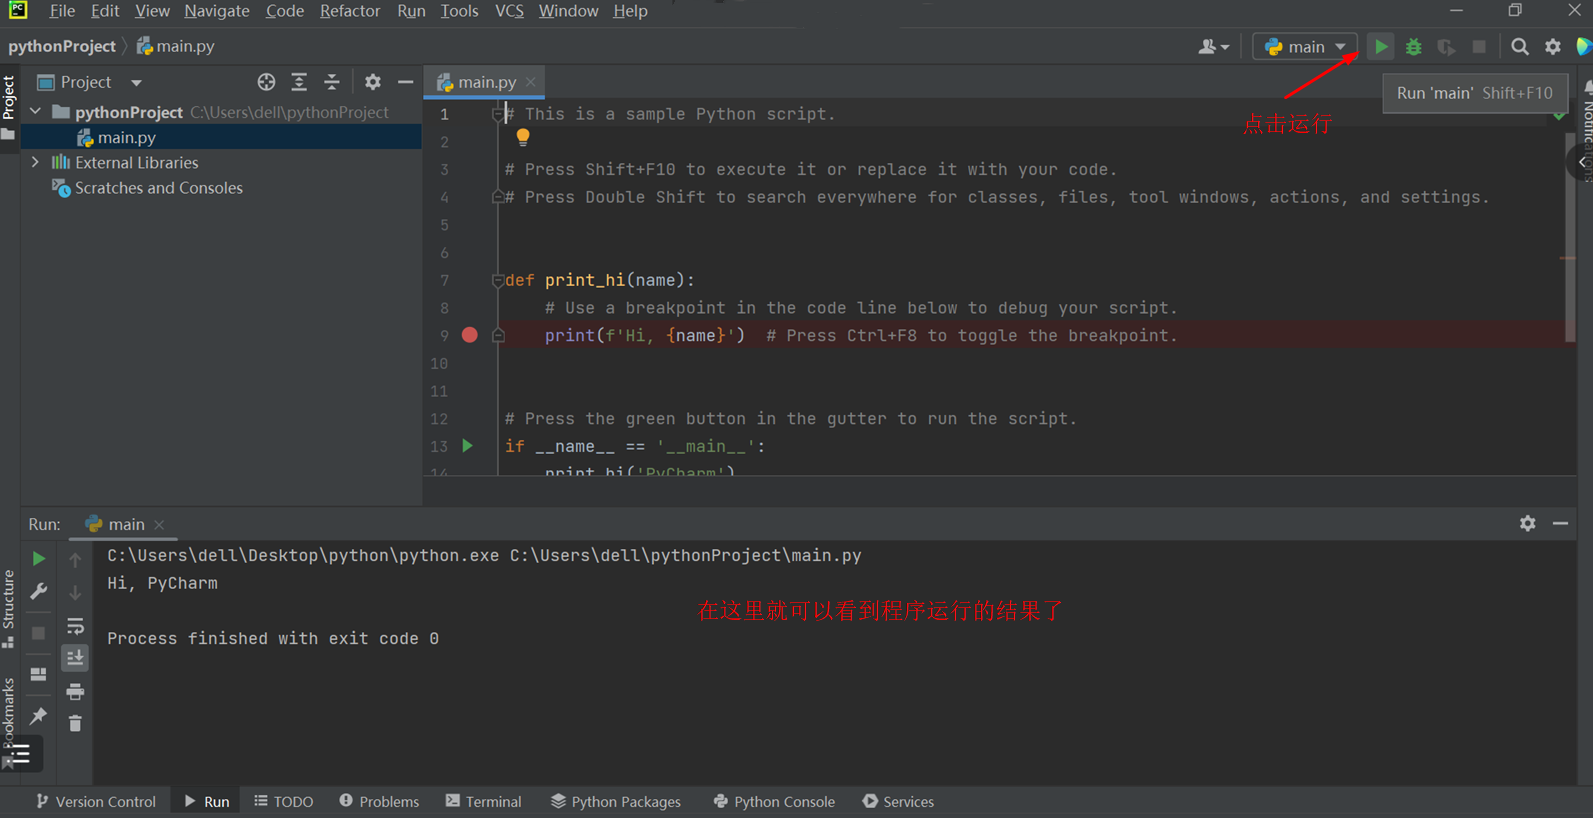 PC File Edit View Navigate Code Refactor Run Tools VCS Window Help
pythonProject main.py
main
Project
main.py
Run 'main' Shift+F10
点击运行
Project
Notifications
pythonProject C:\Users\dell\pythonProject
main.py
External Libraries
Scratches and Consoles
1 # This is a sample Python script.
2
3 # Press Shift+F10 to execute it or replace it with your code.
4 # Press Double Shift to search everywhere for classes, files, tool windows, actions, and settings.
5
6
7 def print_hi(name):
8 # Use a breakpoint in the code line below to debug your script.
9 print(f'Hi, {name}') # Press Ctrl+F8 to toggle the breakpoint.
10
11
12 # Press the green button in the gutter to run the script.
13 if __name__ == '__main__':
14 print_hi('PyCharm')
Run: main
C:\Users\dell\Desktop\python\python.exe C:\Users\dell\pythonProject\main.py
Hi, PyCharm
在这里就可以看到程序运行的结果了
Process finished with exit code 0
Structure
Bookmarks
Version Control Run TODO Problems Terminal Python Packages Python Console Services